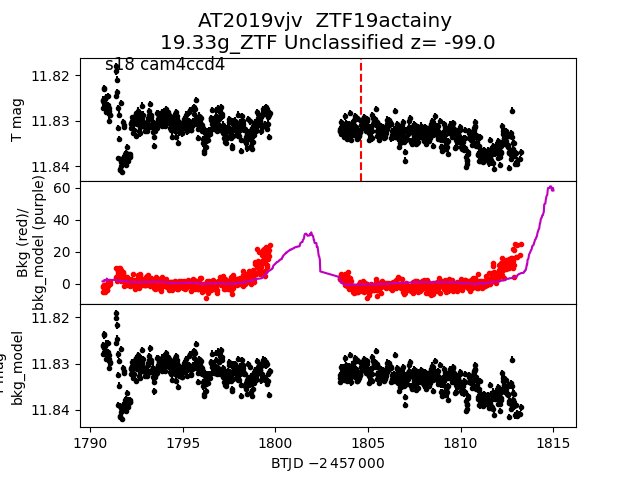 AT2019vjv  ZTF19actainy
19.33g_ZTF Unclassified z= -99.0
s18 cam4ccd4
11.82
11.83
11.84
T mag
60
40
20
0
Bkg (red)/
bkg_model (purple)
11.82
11.83
11.84
mag
bkg_model
1790
1795
1800
1805
1810
1815
BTJD −2 457 000